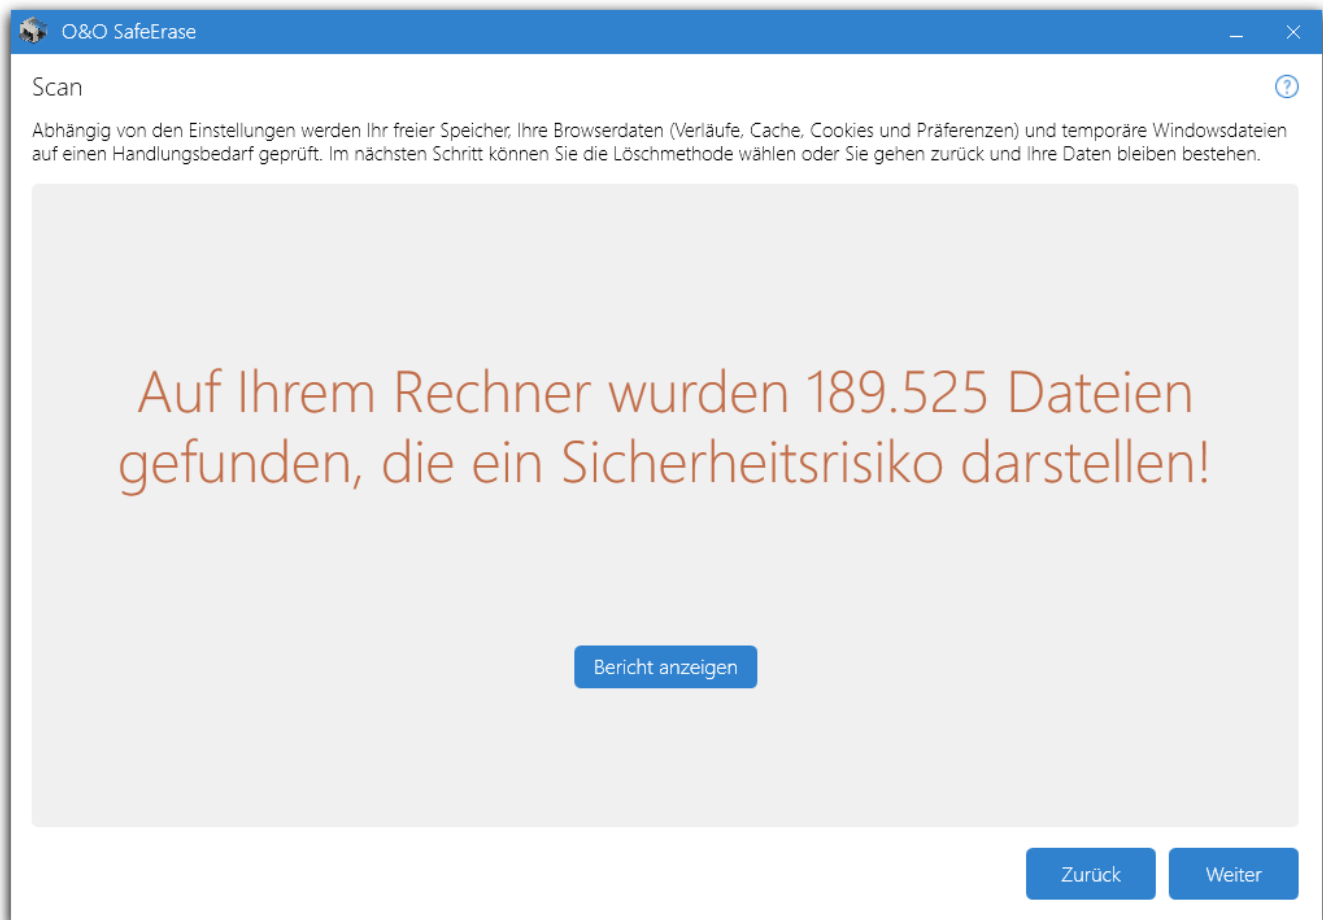 O&O SafeErase
Scan
Abhängig von den Einstellungen werden Ihr freier Speicher, Ihre Browserdaten (Verläufe, Cache, Cookies und Präferenzen) und temporäre Windowsdateien
auf einen Handlungsbedarf geprüft. Im nächsten Schritt können Sie die Löschmethode wählen oder Sie gehen zurück und Ihre Daten bleiben bestehen.
Auf Ihrem Rechner wurden 189.525 Dateien
gefunden, die ein Sicherheitsrisiko darstellen!
Bericht anzeigen
Zurück
Weiter